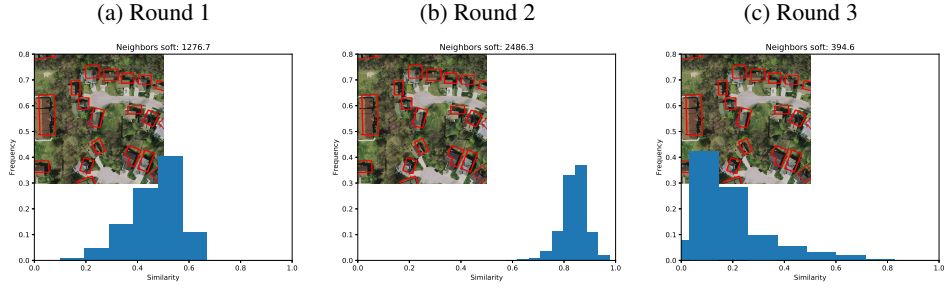 (a) Round 1
(b) Round 2
(c) Round 3
Neighbors soft: 1276.7
0.8
0.7
0.6
0.5
0.4
0.3
0.2
0.1
0.0
Frequency
0.0 0.2 0.4 0.6 0.8 1.0
Similarity
Neighbors soft: 2486.3
0.8
0.7
0.6
0.5
0.4
0.3
0.2
0.1
0.0
Frequency
0.0 0.2 0.4 0.6 0.8 1.0
Similarity
Neighbors soft: 394.6
0.8
0.7
0.6
0.5
0.4
0.3
0.2
0.1
0.0
Frequency
0.0 0.2 0.4 0.6 0.8 1.0
Similarity